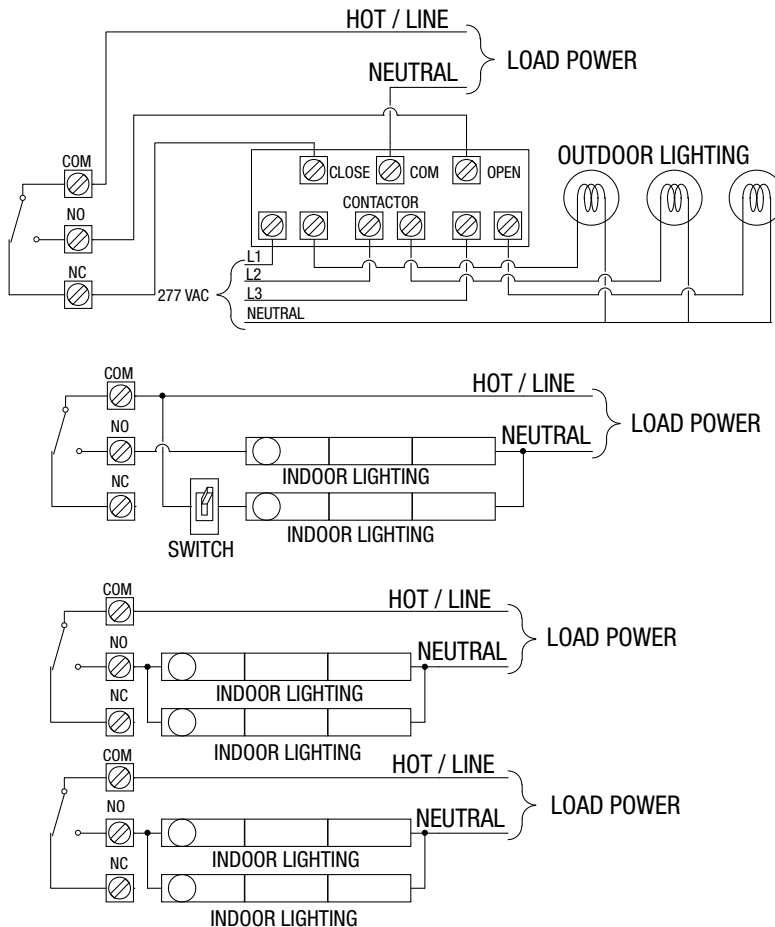 HOT / LINE
NEUTRAL
LOAD POWER
COM
NO
NC
CLOSE
COM
OPEN
CONTACTOR
OUTDOOR LIGHTING
277 VAC
L1
L2
L3
NEUTRAL
COM
HOT / LINE
NO
NEUTRAL
LOAD POWER
INDOOR LIGHTING
NC
INDOOR LIGHTING
SWITCH
COM
HOT / LINE
NO
NEUTRAL
LOAD POWER
INDOOR LIGHTING
NC
INDOOR LIGHTING
COM
HOT / LINE
NO
NEUTRAL
LOAD POWER
INDOOR LIGHTING
NC
INDOOR LIGHTING